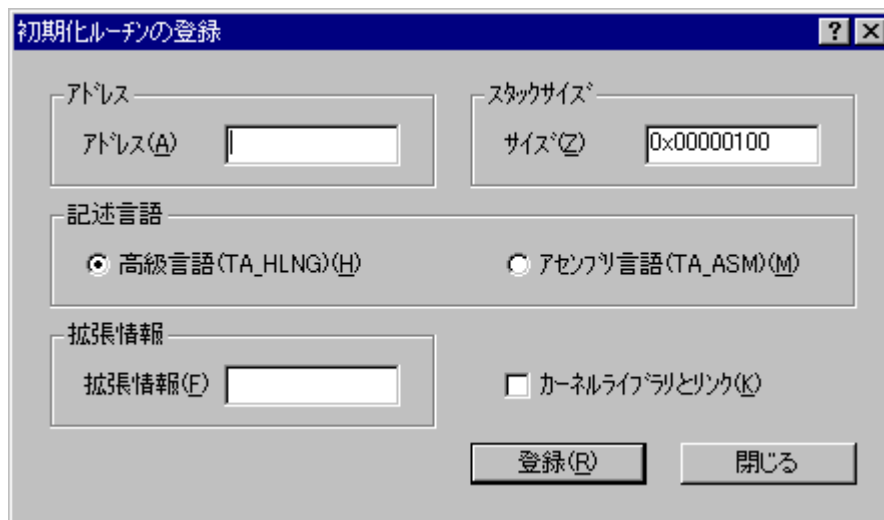 初期化ルーチンの登録
ｱﾄﾞﾚｽ
ｱﾄﾞﾚｽ(A)
ｽﾀｯｸｻｲｽﾞ
ｻｲｽﾞ(Z) 0x00000100
記述言語
高級言語(TA_HLNG)(H)
ｱｾﾝﾌﾞﾘ言語(TA_ASM)(M)
拡張情報
拡張情報(F)
ｶｰﾈﾙﾗｲﾌﾞﾗﾘとﾘﾝｸ(K)
登録(R)
閉じる